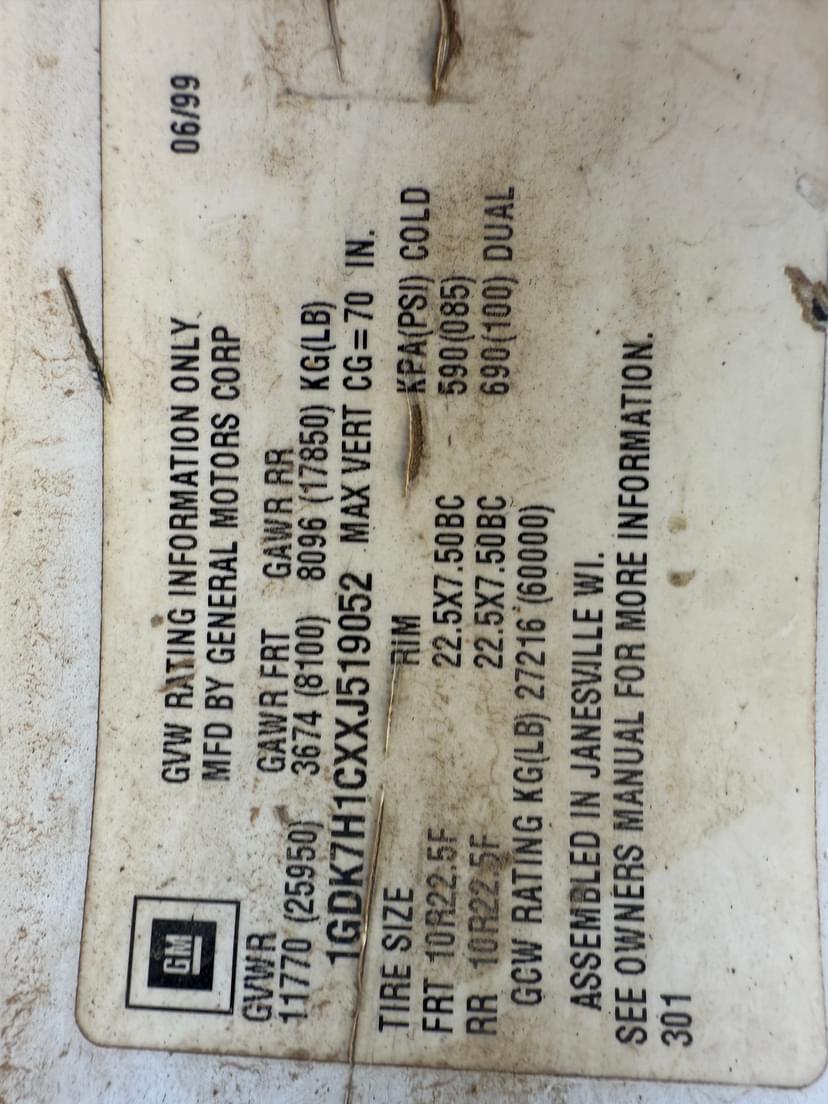 GM
GVW RATING INFORMATION ONLY 06/99
MFD BY GENERAL MOTORS CORP
GVWR GAWR FRT GAWR RR
11770 (25950) 3674 (8100) 8096 (17850) KG(LB)
1GDK7H1CXXJ519052 MAX VERT CG=70 IN.
TIRE SIZE RIM KPA(PSI) COLD
FRT 10R22.5F 22.5X7.50BC 590(085)
RR 10R22.5F 22.5X7.50BC 690(100) DUAL
GCW RATING KG(LB) 27216 (60000)
ASSEMBLED IN JANESVILLE WI.
SEE OWNERS MANUAL FOR MORE INFORMATION.
301